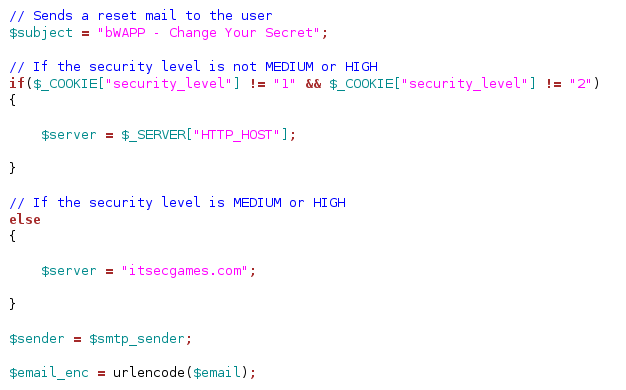 // Sends a reset mail to the user
$subject = "bWAPP - Change Your Secret";
// If the security level is not MEDIUM or HIGH
if($_COOKIE["security_level"] != "1" && $_COOKIE["security_level"] != "2")
{
$server = $_SERVER["HTTP_HOST"];
}
// If the security level is MEDIUM or HIGH
else
{
$server = "itsecgames.com";
}
$sender = $smtp_sender;
$email_enc = urlencode($email);